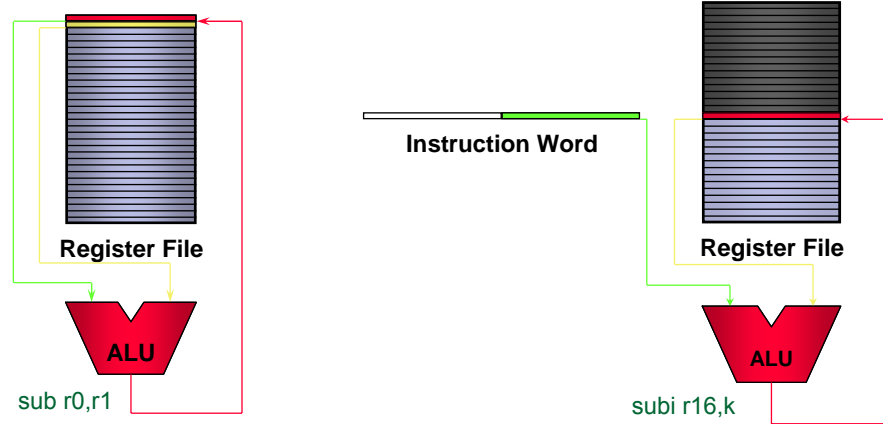 Register File
ALU
sub r0,r1
Instruction Word
Register File
ALU
subi r16,k